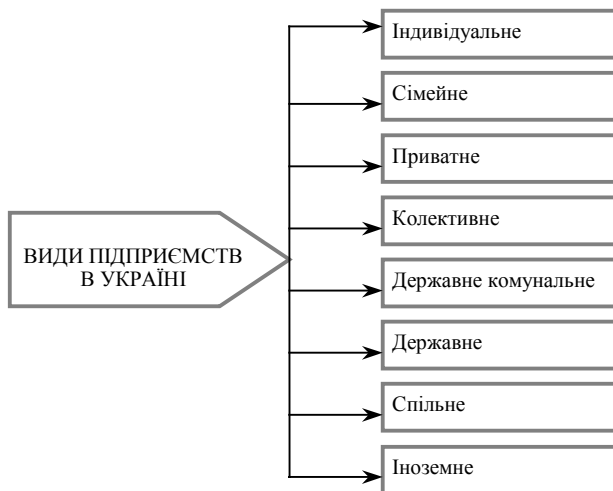 Індивідуальне
Сімейне
Приватне
Колективне
ВИДИ ПІДПРИЄМСТВ
В УКРАЇНІ
Державне комунальне
Державне
Спільне
Іноземне